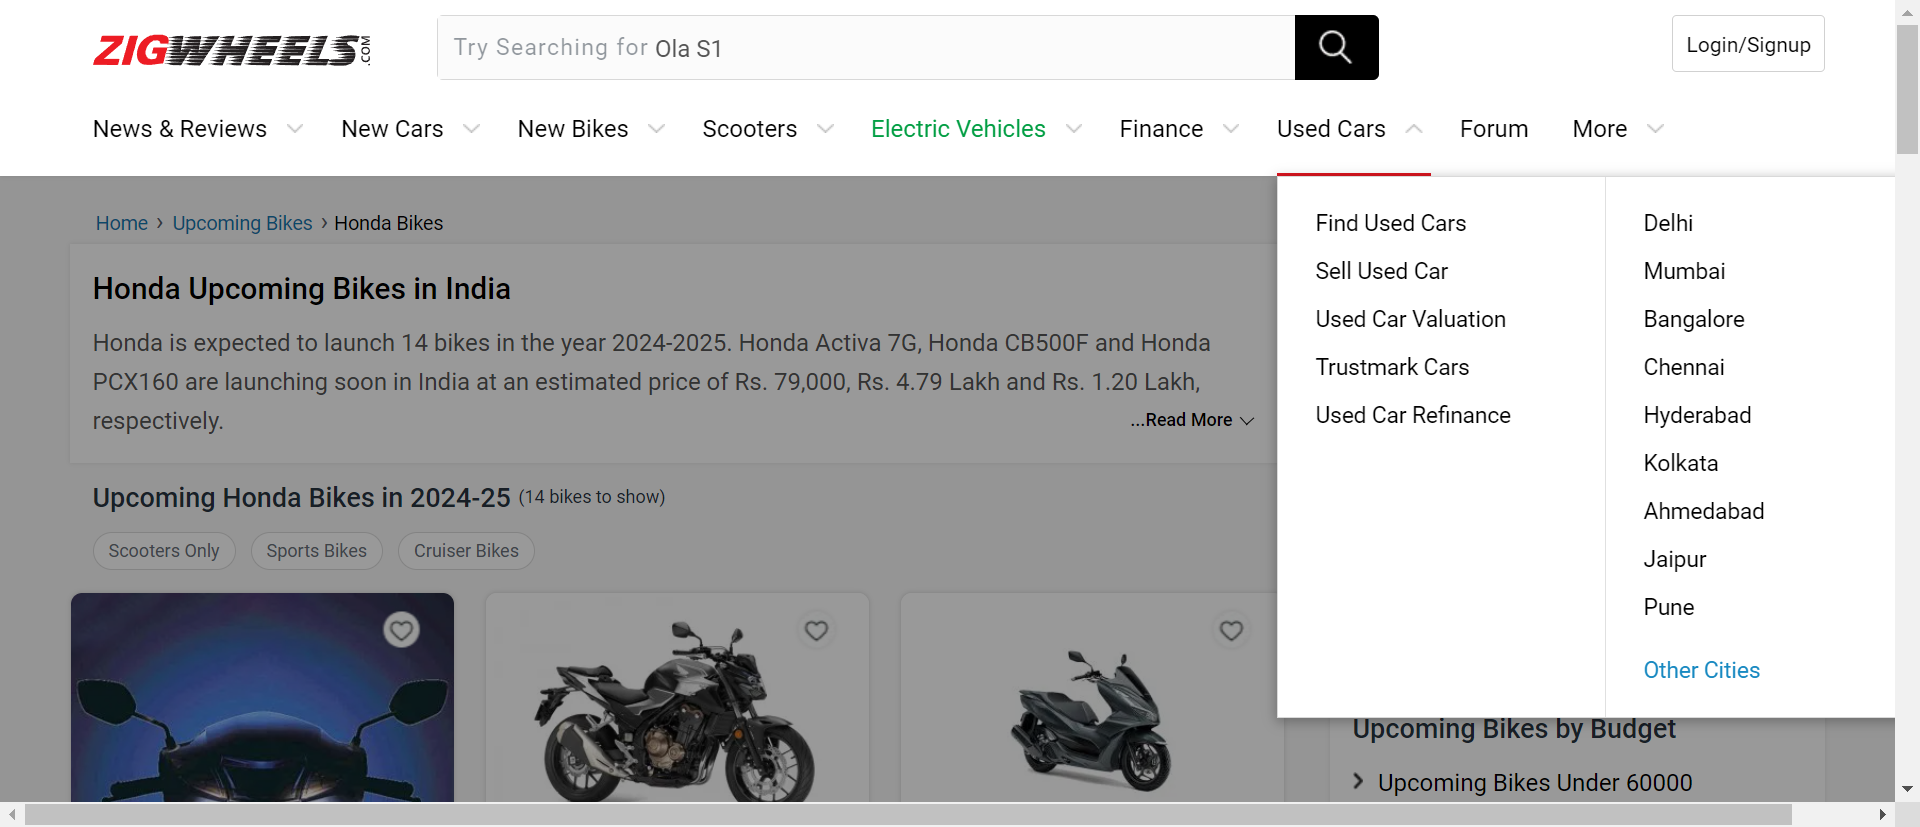 ZIGWHEELS.COM
Try Searching for Ola S1
Login/Signup
News & Reviews
New Cars
New Bikes
Scooters
Electric Vehicles
Finance
Used Cars
Forum
More
Home › Upcoming Bikes › Honda Bikes
Honda Upcoming Bikes in India
Honda is expected to launch 14 bikes in the year 2024-2025. Honda Activa 7G, Honda CB500F and Honda
PCX160 are launching soon in India at an estimated price of Rs. 79,000, Rs. 4.79 Lakh and Rs. 1.20 Lakh,
respectively.
...Read More
Upcoming Honda Bikes in 2024-25 (14 bikes to show)
Scooters Only
Sports Bikes
Cruiser Bikes
Find Used Cars
Sell Used Car
Used Car Valuation
Trustmark Cars
Used Car Refinance
Delhi
Mumbai
Bangalore
Chennai
Hyderabad
Kolkata
Ahmedabad
Jaipur
Pune
Other Cities
Upcoming Bikes by Budget
Upcoming Bikes Under 60000